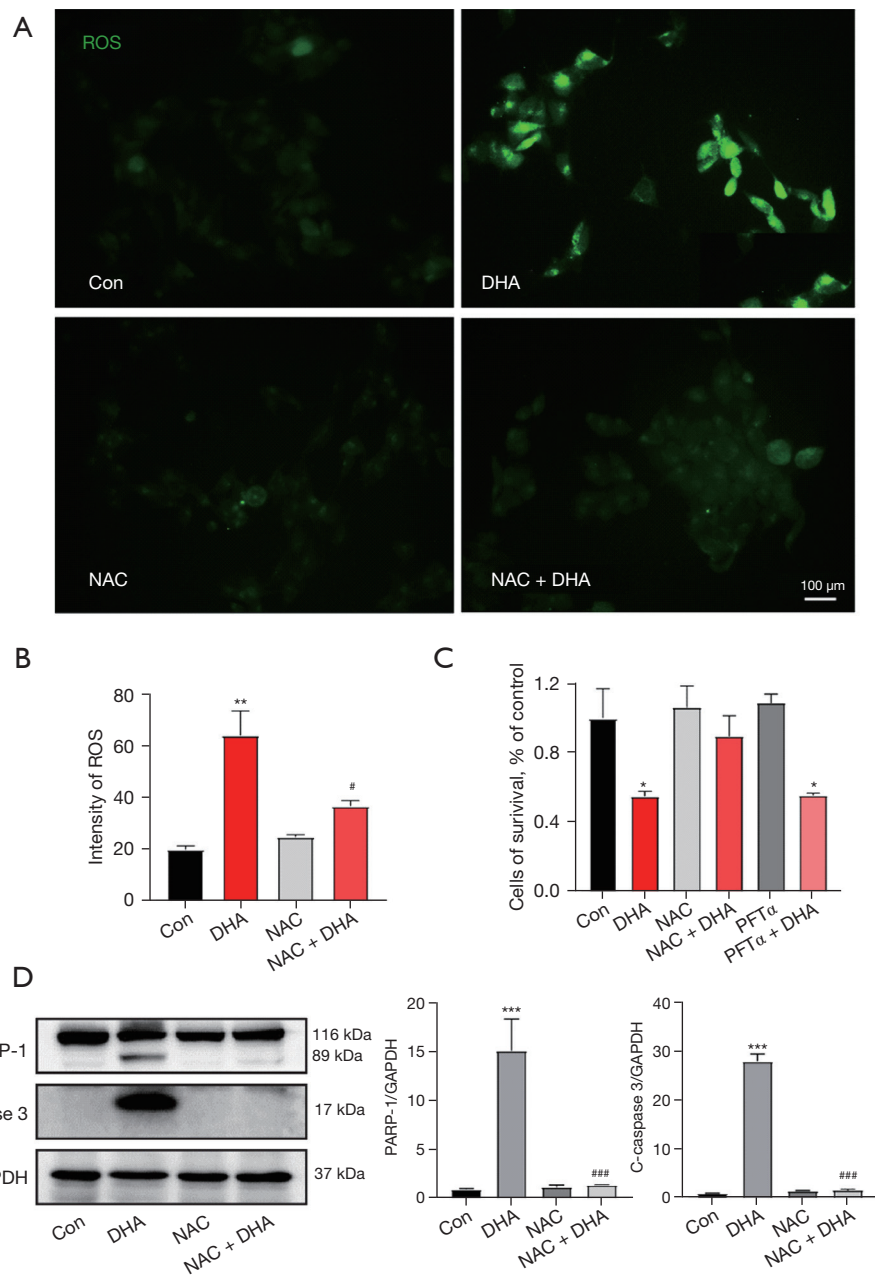 A
ROS
Con
DHA
NAC
NAC + DHA
100 µm
B
C
80
60
40
20
0
Intensity of ROS
**
#
Con
DHA
NAC
NAC + DHA
1.2
0.8
0.4
0.0
Cells of survival, % of control
*
*
Con
DHA
NAC
NAC + DHA
PFTα
PFTα + DHA
D
P-1
116 kDa
89 kDa
se 3
17 kDa
PDH
37 kDa
Con
DHA
NAC
NAC + DHA
20
15
10
5
0
PARP-1/GAPDH
***
###
Con
DHA
NAC
NAC + DHA
40
30
20
10
0
C-caspase 3/GAPDH
***
###
Con
DHA
NAC
NAC + DHA